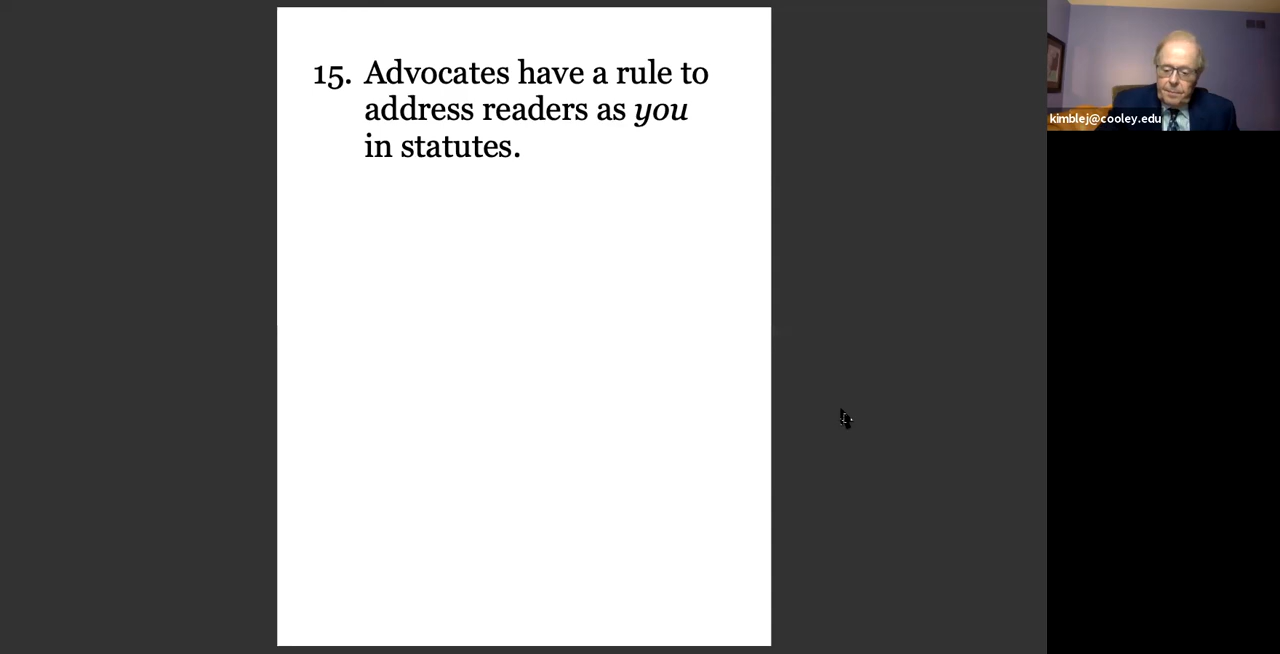 15. Advocates have a rule to
address readers as you
in statutes.
kimblej@cooley.edu